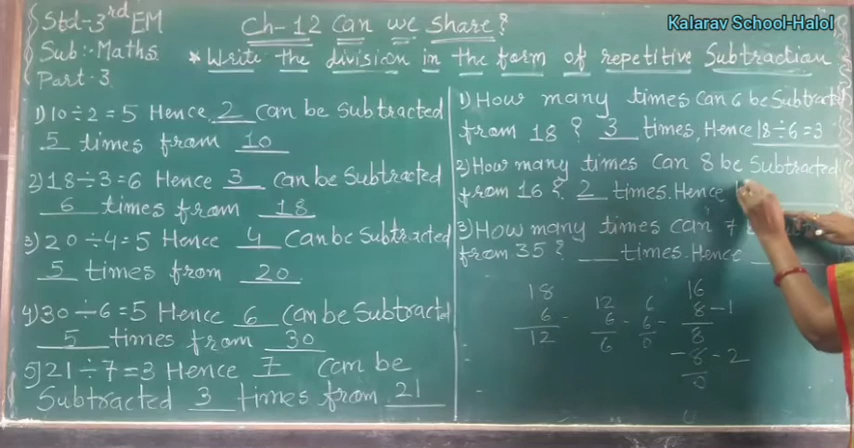 Std-3rd EM
Sub:-Maths
Part-3
Ch-12 Can we Share?
* Write the division in the form of repetitive Subtraction
Kalarav School-Halol
1) 10÷2=5 Hence 2 can be Subtracted
5 times from 10
2) 18÷3=6 Hence 3 can be Subtracted
6 times from 18
3) 20÷4=5 Hence 4 Can be Subtracted
5 times from 20
4) 30÷6=5 Hence 6 Can be Subtracted
5 times from 30
5) 21÷7=3 Hence 7 can be
Subtracted 3 times from 21
1) How many times Can 6 be Subtracted
from 18? 3 times, Hence 18÷6=3
2) How many times Can 8 be Subtracted
from 16? 2 times. Hence
3) How many times can 7
from 35? __ times. Hence ____
18
6 -
12
12
6 -
6
6
6 -
0
16
8 - 1
8
- 8 - 2
0